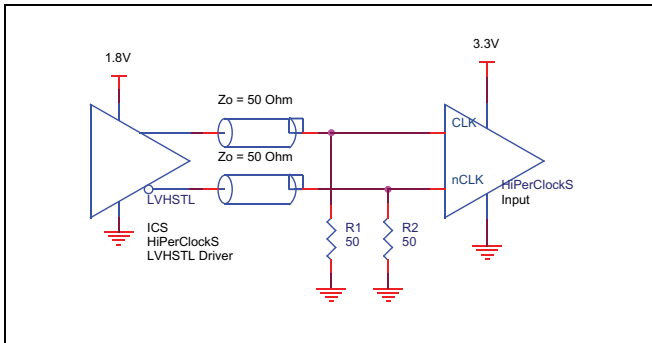 1.8V
3.3V
Zo = 50 Ohm
CLK
Zo = 50 Ohm
nCLK
LVHSTL
HiPerClockS
Input
ICS
HiPerClockS
LVHSTL Driver
R1
50
R2
50